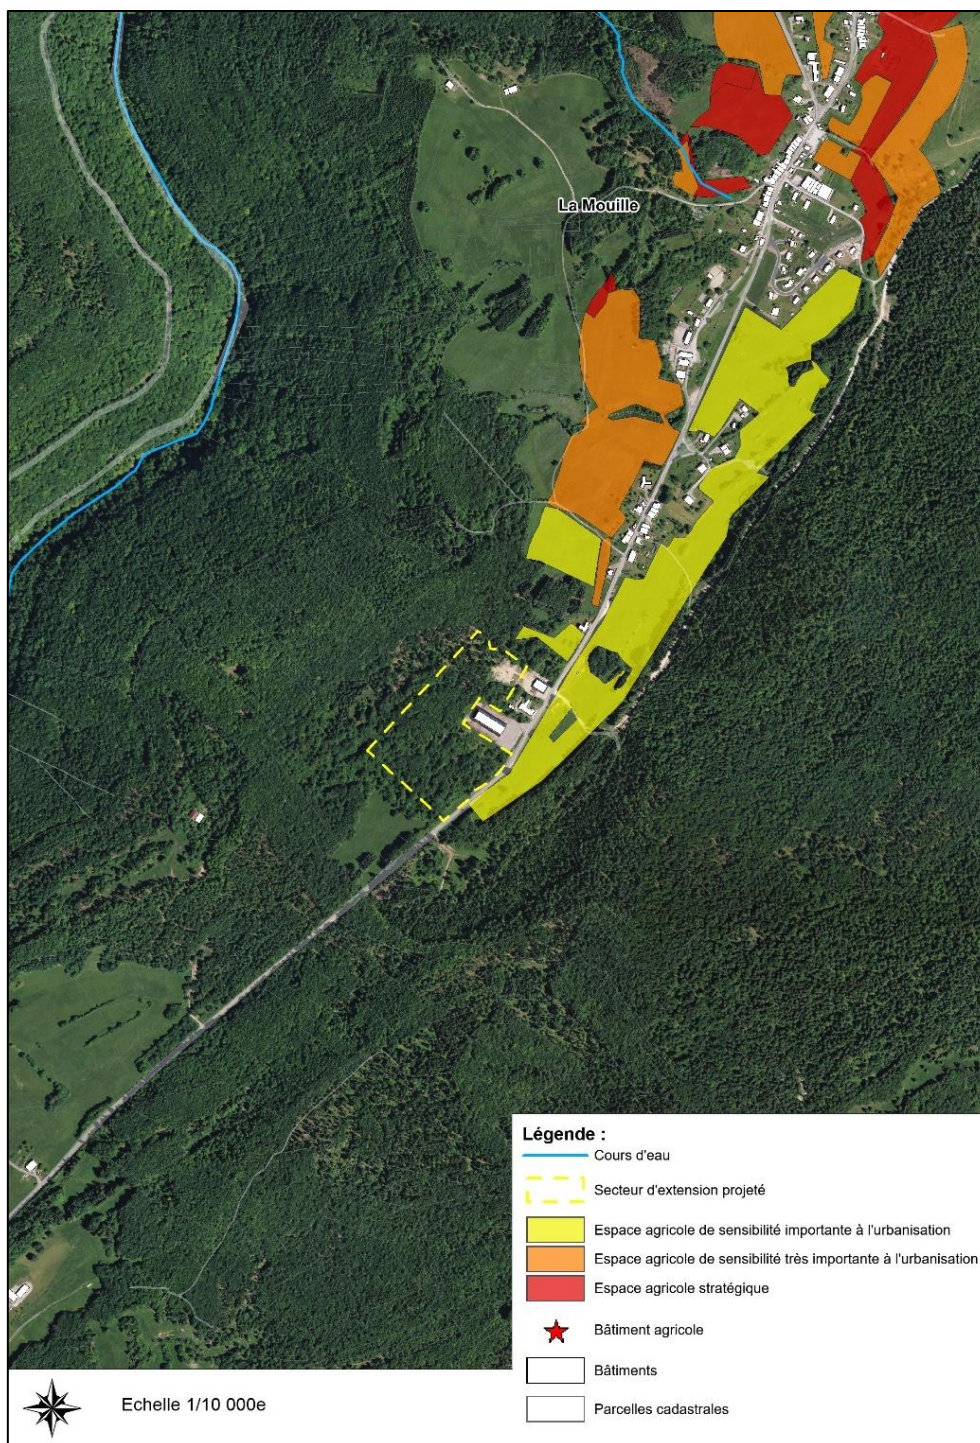 La Mouille
Légende :
Cours d'eau
Secteur d'extension projeté
Espace agricole de sensibilité importante à l'urbanisation
Espace agricole de sensibilité très importante à l'urbanisation
Espace agricole stratégique
Bâtiment agricole
Bâtiments
Parcelles cadastrales
Echelle 1/10 000e